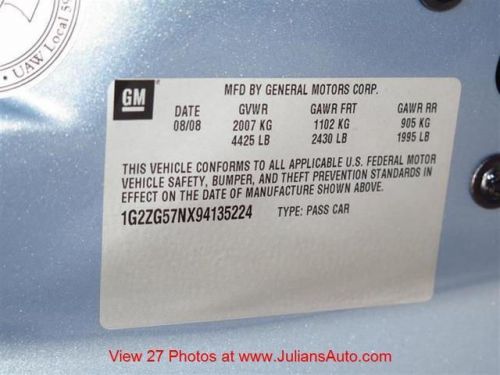 UAW Local 59
GM
MFD BY GENERAL MOTORS CORP.
DATE GVWR GAWR FRT GAWR RR
08/08 2007 KG 1102 KG 905 KG
4425 LB 2430 LB 1995 LB
THIS VEHICLE CONFORMS TO ALL APPLICABLE U.S. FEDERAL MOTOR
VEHICLE SAFETY, BUMPER, AND THEFT PREVENTION STANDARDS IN
EFFECT ON THE DATE OF MANUFACTURE SHOWN ABOVE.
1G2ZG57NX94135224 TYPE: PASS CAR
View 27 Photos at www.JuliansAuto.com